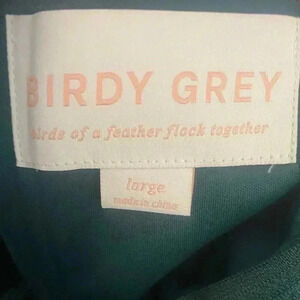 BIRDY GREY
birds of a feather flock together
large
made in china